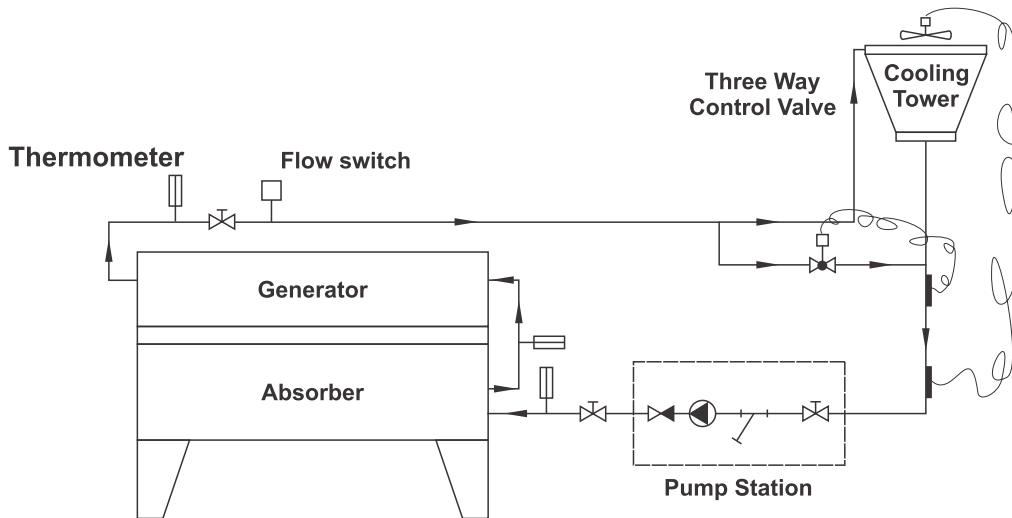 Cooling
Tower
Three Way
Control Valve
Thermometer
Flow switch
Generator
Absorber
Pump Station